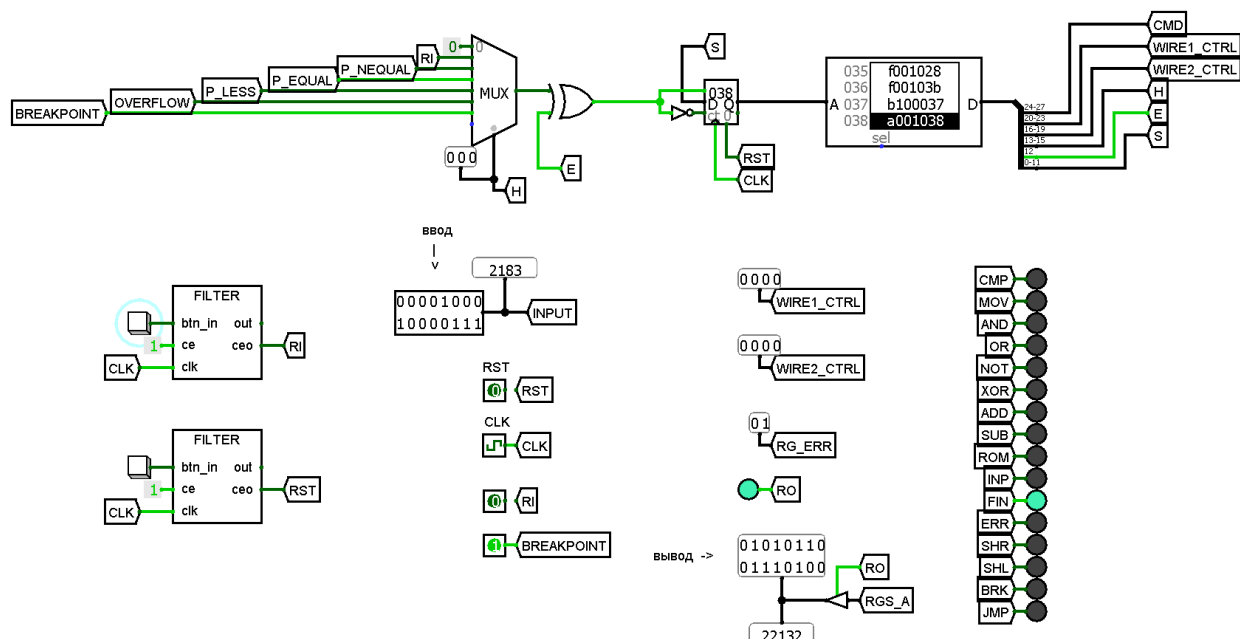 BREAKPOINT
OVERFLOW
P_LESS
P_EQUAL
P_NEQUAL
RI
0
0
MUX
000
H
E
S
038
D Q
ct 0
RST
CLK
A
035 f001028
036 f00103b
037 b100037
038 a001038
sel
D
24-27
20-23
16-19
13-15
12
0-11
CMD
WIRE1_CTRL
WIRE2_CTRL
H
E
S
FILTER
btn_in out
1 ce ceo
CLK clk
RI
FILTER
btn_in out
1 ce ceo
CLK clk
RST
ввод
|
v
2183
00001000
10000111
INPUT
RST
0 RST
CLK
CLK
0 RI
1 BREAKPOINT
0000
WIRE1_CTRL
0000
WIRE2_CTRL
01
RG_ERR
RO
вывод ->
01010110
01110100
RO
RGS_A
22132
CMP
MOV
AND
OR
NOT
XOR
ADD
SUB
ROM
INP
FIN
ERR
SHR
SHL
BRK
JMP